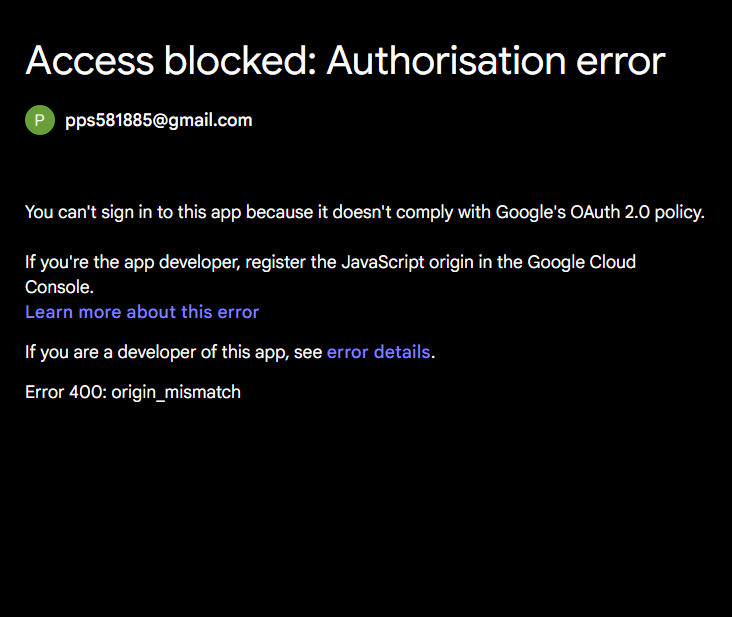 Access blocked: Authorisation error
P pps581885@gmail.com
You can't sign in to this app because it doesn't comply with Google's OAuth 2.0 policy.
If you're the app developer, register the JavaScript origin in the Google Cloud
Console.
Learn more about this error
If you are a developer of this app, see error details.
Error 400: origin_mismatch